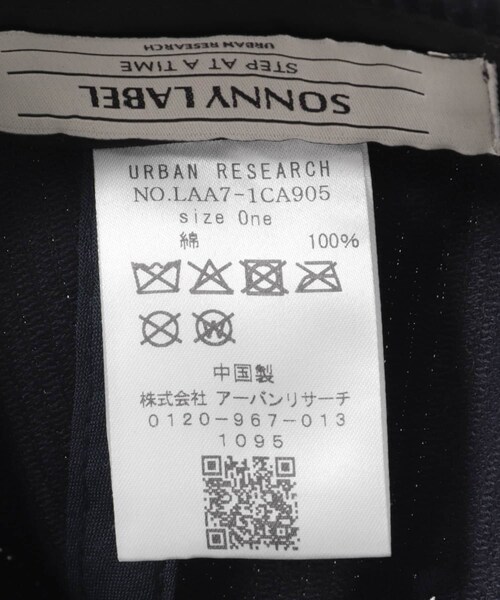 SONNY LABEL
STEP AT A TIME
URBAN RESEARCH
URBAN RESEARCH
NO.LAA7-1CA905
size One
綿 100%
W
中国製
株式会社 アーバンリサーチ
0120-967-013
1095